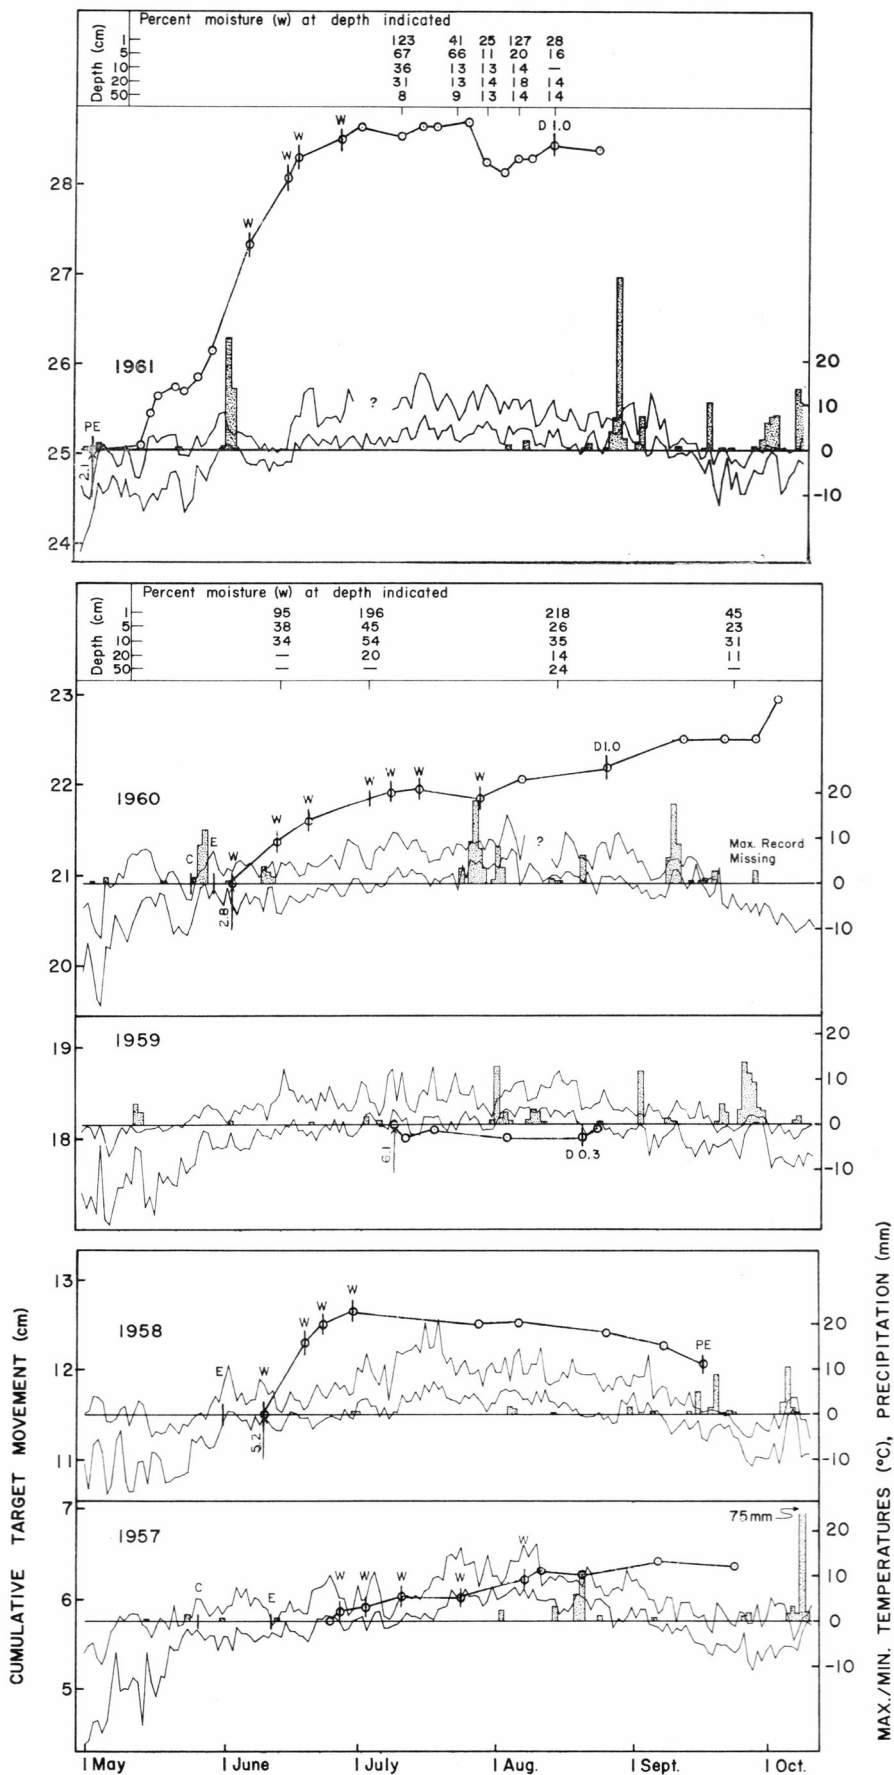 Percent moisture (w) at depth indicated
Depth (cm)
1 123 41 25 127 28
5 67 66 11 20 16
10 36 13 13 14 —
20 31 13 14 18 14
50 8 9 13 14 14
W W W W D 1.0
28
27
26
25
24
1961
PE
2.1
?
20
10
0
-10
Percent moisture (w) at depth indicated
Depth (cm)
1 95 196 218 45
5 38 45 26 23
10 34 54 35 31
20 — 20 14 11
50 — — 24 —
23
22
21
20
1960
C E W W W W W W W D1.0
2.8
?
Max. Record
Missing
20
10
0
-10
1959
19
18
6.1
D 0.3
20
10
0
-10
1958
13
12
11
E W W W W PE
5.2
20
10
0
-10
1957
7
6
5
C E W W W W W
75mm
20
10
0
-10
1 May 1 June 1 July 1 Aug. 1 Sept. 1 Oct.
CUMULATIVE TARGET MOVEMENT (cm)
MAX./MIN. TEMPERATURES (°C), PRECIPITATION (mm)